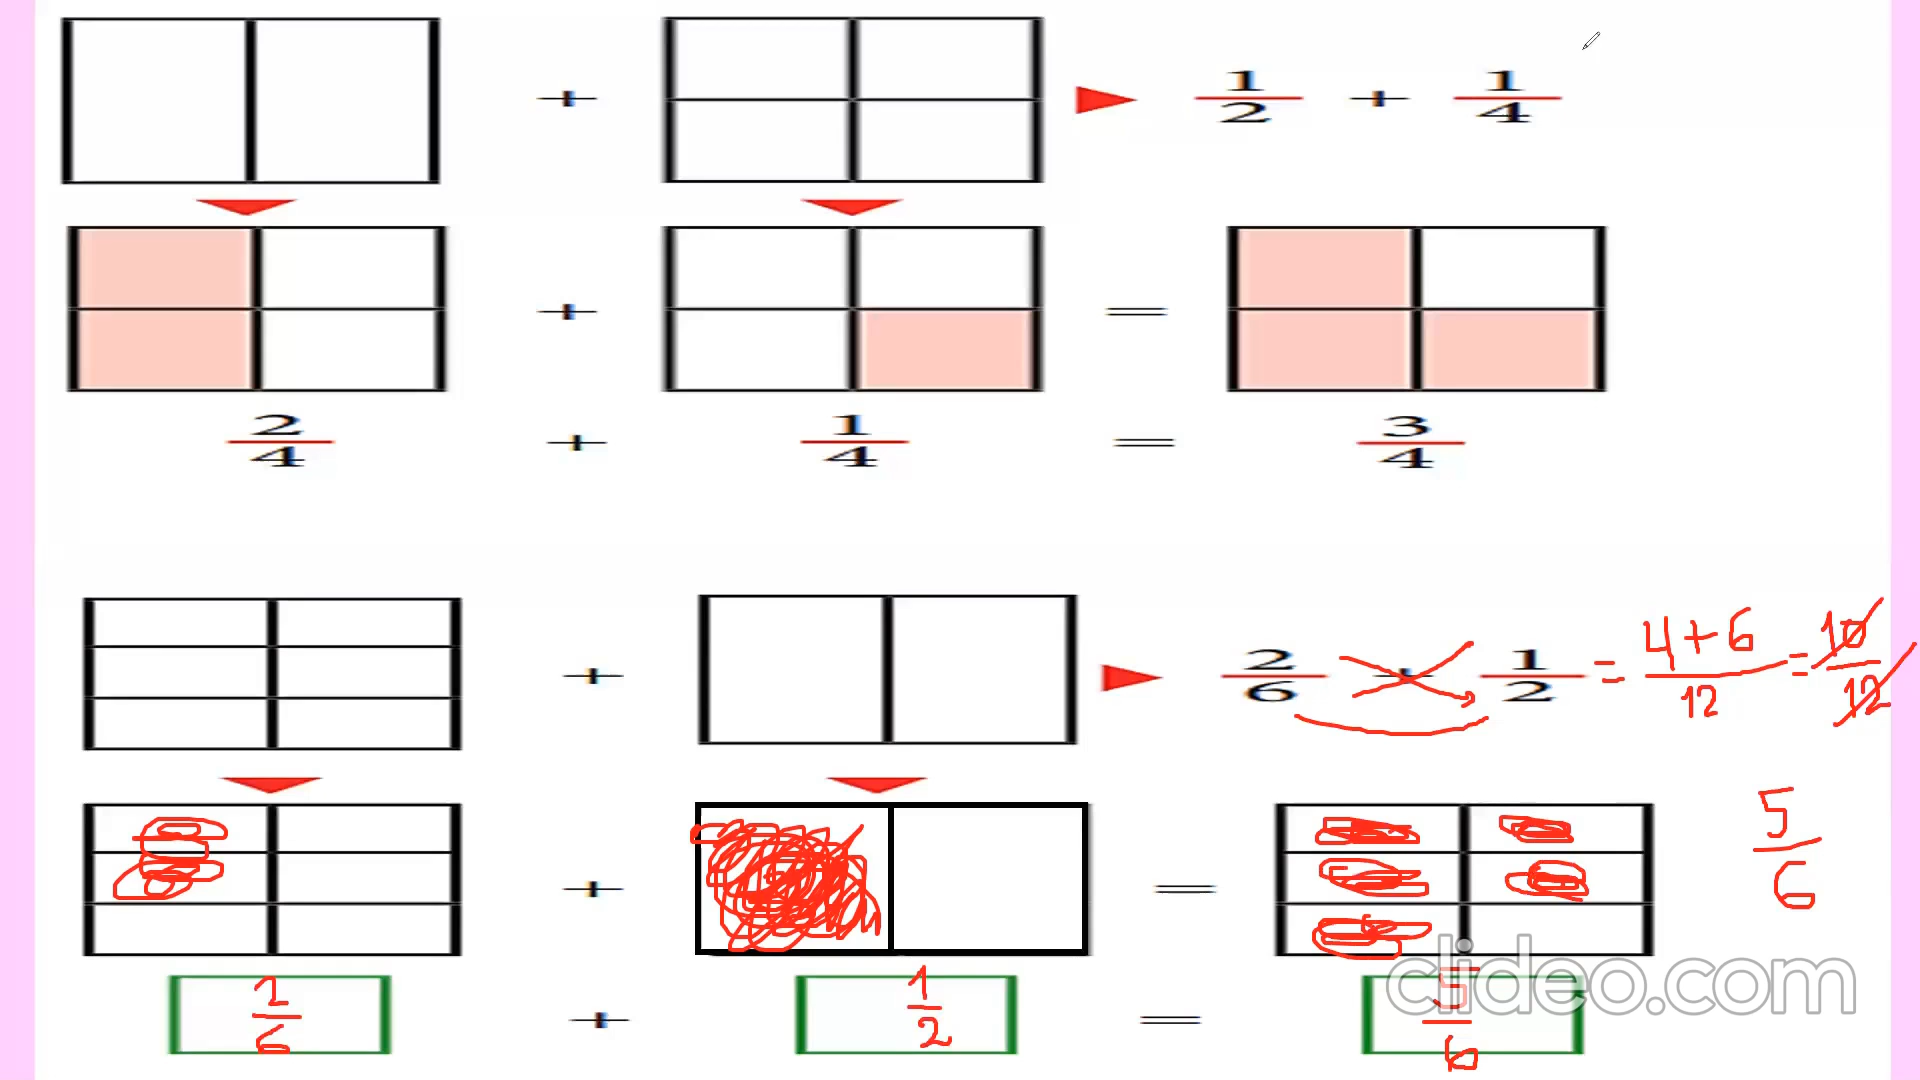 + 1/2 + 1/4
+ =
2/4 + 1/4 = 3/4
+ 2/6 + 1/2 = 4+6/12 = 10/12
+ = 5/6
2/6 + 1/2 = 5/6
clideo.com